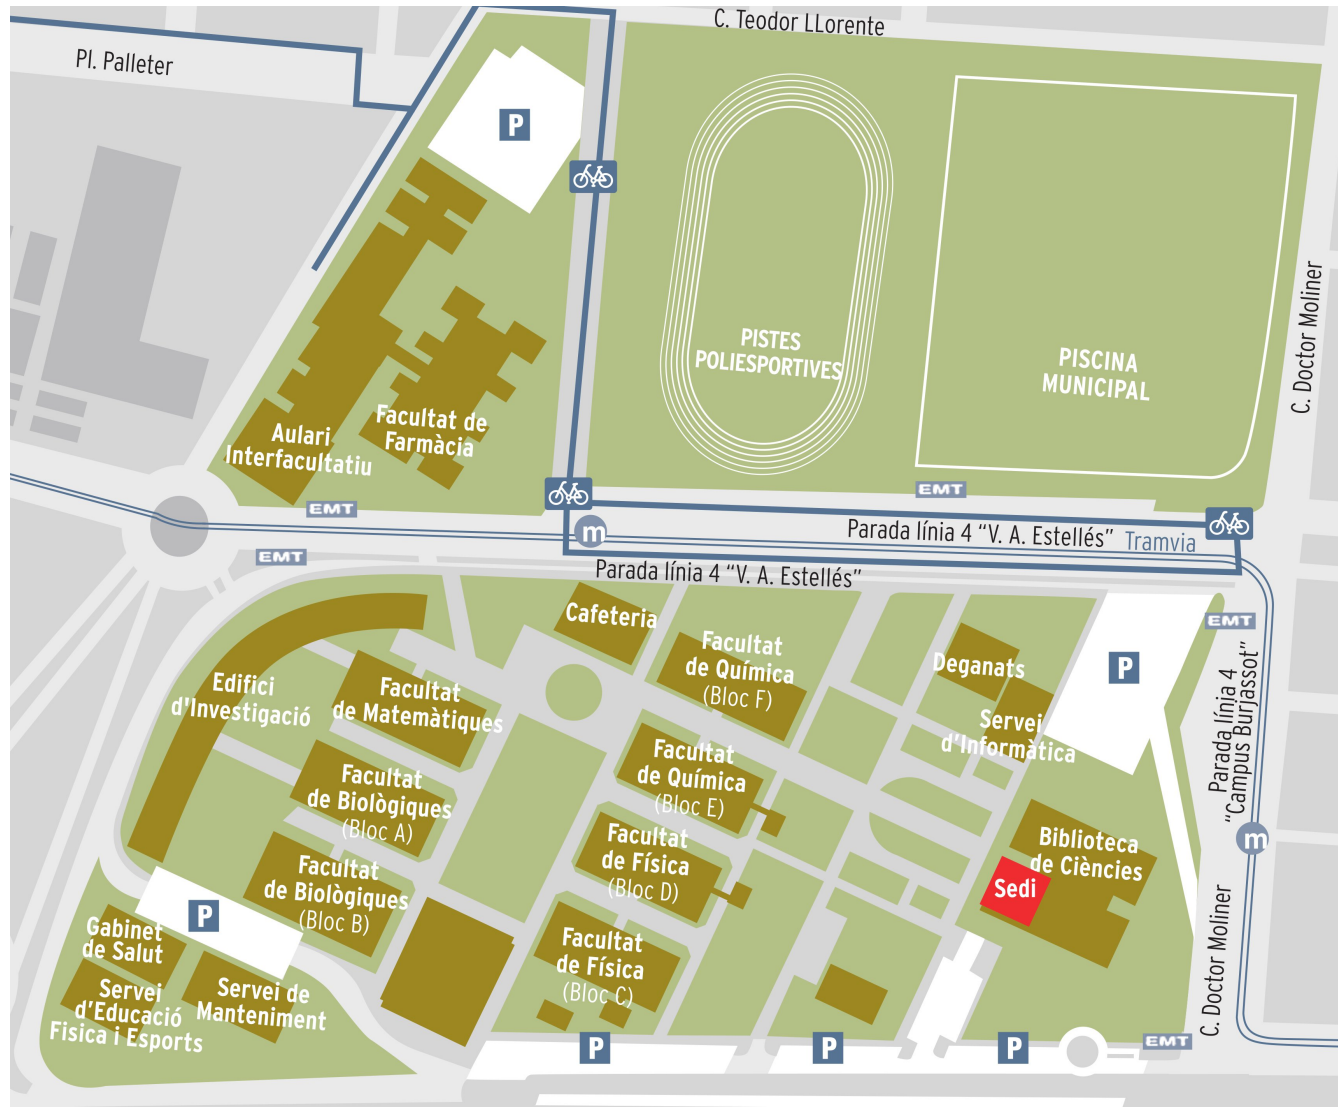 C. Teodor LLorente
Pl. Palleter
P
PISTES
POLIESPORTIVES
PISCINA
MUNICIPAL
C. Doctor Moliner
Aulari
Interfacultatiu
Facultat de
Farmàcia
EMT
EMT
EMT
m
Parada línia 4 “V. A. Estellés” Tramvia
Parada línia 4 “V. A. Estellés”
Cafeteria
Facultat
de Química
(Bloc F)
Deganats
P
EMT
Servei
d'Informàtica
Edifici
d'Investigació
Facultat
de Matemàtiques
Facultat
de Química
(Bloc E)
Parada línia 4
“Campus Burjassot”
m
Facultat
de Biològiques
(Bloc A)
Facultat
de Física
(Bloc D)
Biblioteca
de Ciències
Sedi
Facultat
de Biològiques
(Bloc B)
P
Gabinet
de Salut
Facultat
de Física
(Bloc C)
Servei
d'Educació
Fisica i Esports
Servei de
Manteniment
C. Doctor Moliner
P
P
P
EMT